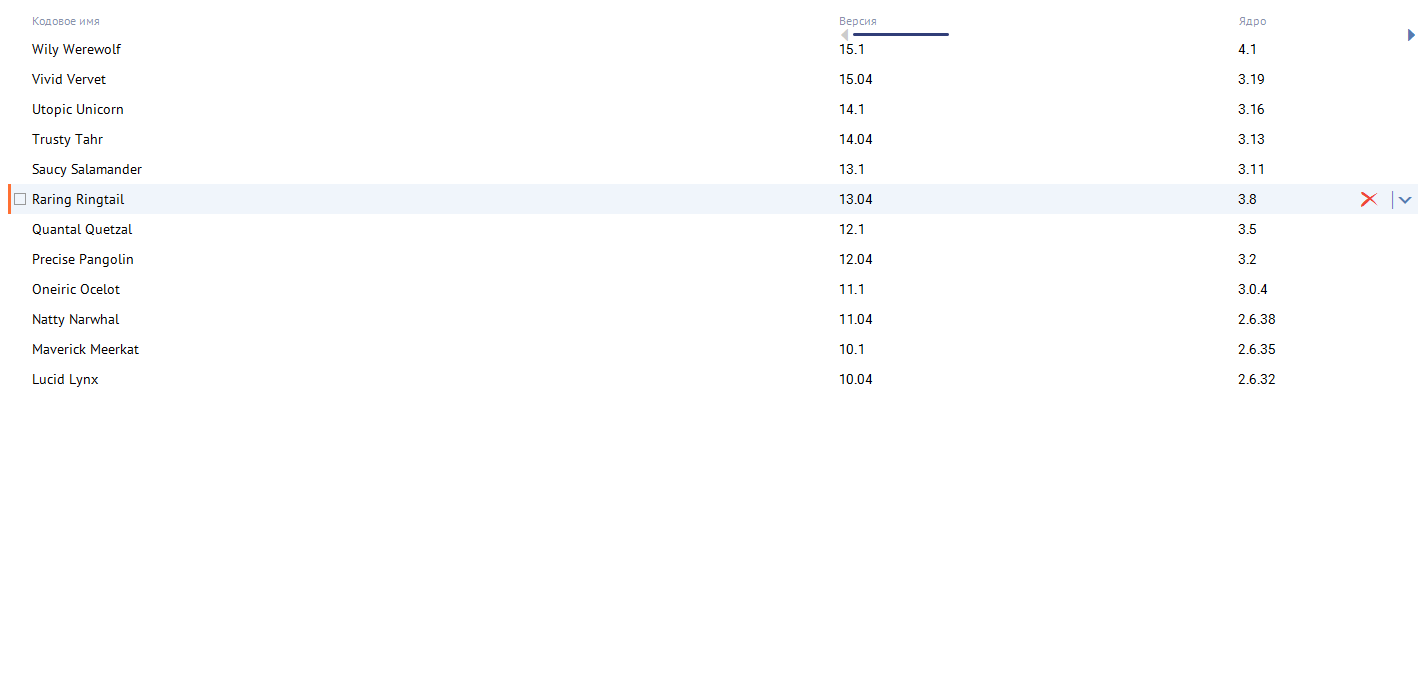 Кодовое имя Версия Ядро
Wily Werewolf 15.1 4.1
Vivid Vervet 15.04 3.19
Utopic Unicorn 14.1 3.16
Trusty Tahr 14.04 3.13
Saucy Salamander 13.1 3.11
Raring Ringtail 13.04 3.8
Quantal Quetzal 12.1 3.5
Precise Pangolin 12.04 3.2
Oneiric Ocelot 11.1 3.0.4
Natty Narwhal 11.04 2.6.38
Maverick Meerkat 10.1 2.6.35
Lucid Lynx 10.04 2.6.32